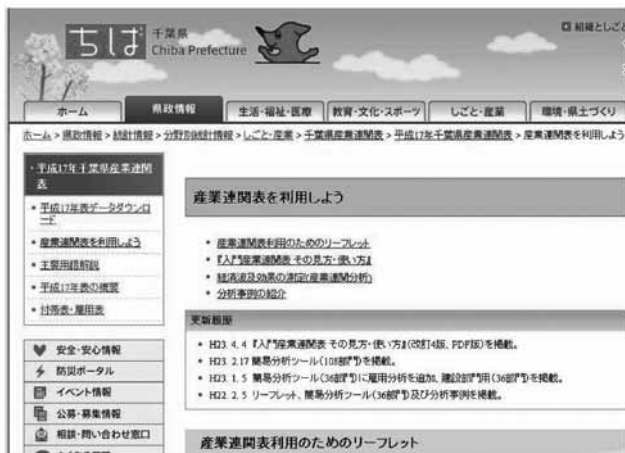 ちば
千葉県
Chiba Prefecture
組織としごと
ホーム
県政情報
生活・福祉・医療
教育・文化・スポーツ
しごと・産業
環境・県土づくり
ホーム > 県政情報 > 統計情報 > 分野別統計情報 > しごと・産業 > 千葉県産業連関表 > 平成17年千葉県産業連関表 > 産業連関表を利用しよう
・平成17年千葉県産業連関
表
・平成17年表データダウンロ
ード
・産業連関表を利用しよう
・主要用語解説
・平成17年表の概要
・付帯表・雇用表
安全・安心情報
防災ポータル
イベント情報
公募・募集情報
相談・問い合わせ窓口
産業連関表を利用しよう
・産業連関表利用のためのリーフレット
・『入門産業連関表 その見方・使い方』
・経済波及効果の測定(産業連関分析)
・分析事例の紹介
更新履歴
・H23. 4. 4 『入門産業連関表 その見方・使い方』(改訂4版、PDF版)を掲載。
・H23. 2.17 簡易分析ツール(108部門)を掲載。
・H23. 1. 5 簡易分析ツール(36部門)に雇用分析を追加、建設部門用(36部門)を掲載。
・H22. 2. 5 リーフレット、簡易分析ツール(36部門)及び分析事例を掲載。
産業連関表利用のためのリーフレット